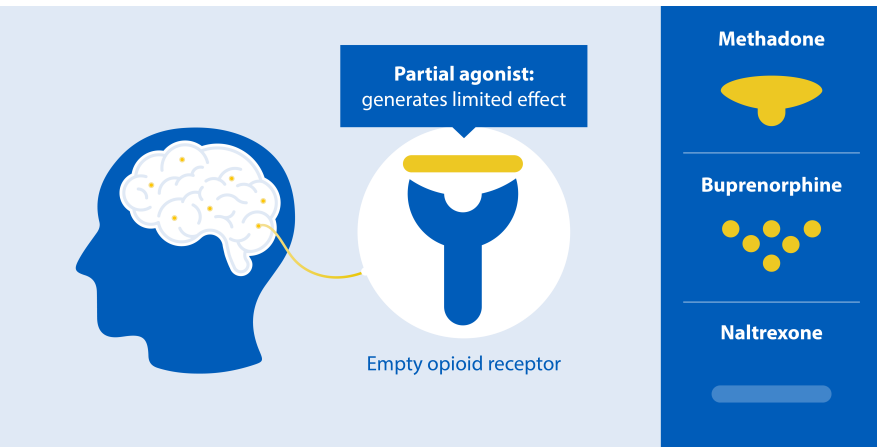 Partial agonist:
generates limited effect
Empty opioid receptor
Methadone
Buprenorphine
Naltrexone